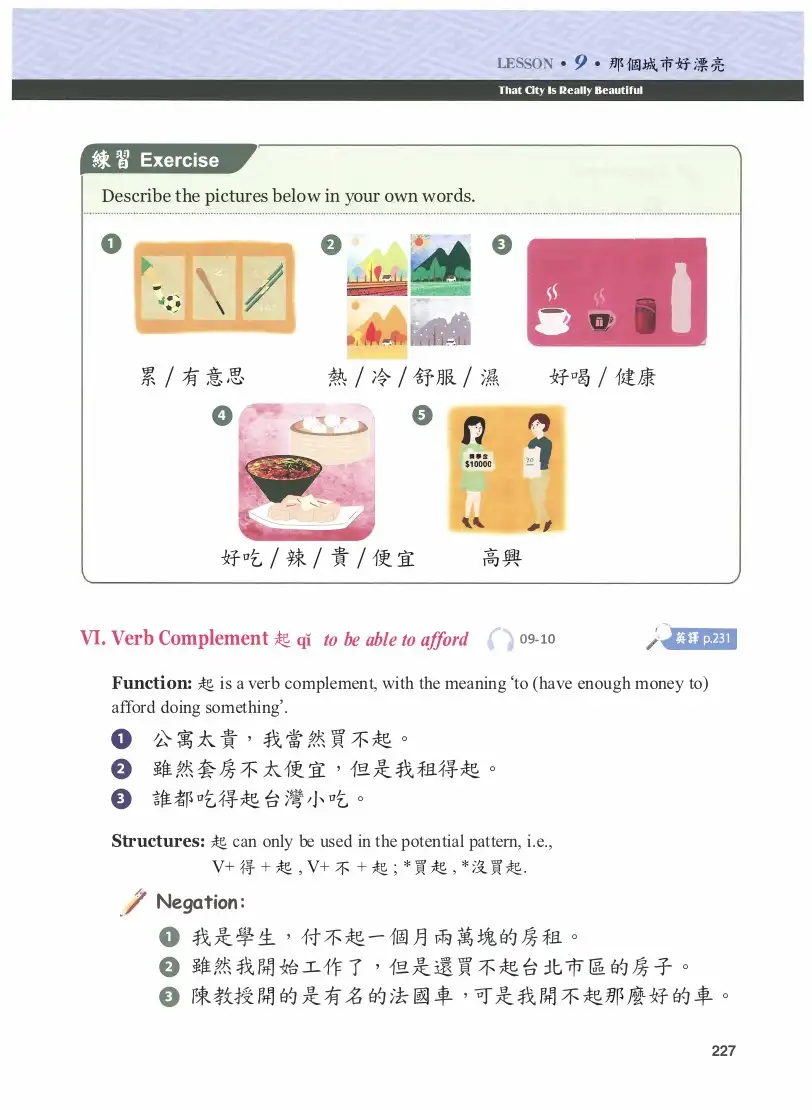 LESSON • 9 • 那個城市好漂亮
That City Is Really Beautiful
練習 Exercise
Describe the pictures below in your own words.
1
2
3
累 / 有意思
熱 / 冷 / 舒服 / 濕
好喝 / 健康
4
5
獎學金
$10000
好吃 / 辣 / 貴 / 便宜
高興
VI. Verb Complement 起 qǐ to be able to afford 09-10 英譯 p.231
Function: 起 is a verb complement, with the meaning ‘to (have enough money to)
afford doing something’.
1 公寓太貴，我當然買不起。
2 雖然套房不太便宜，但是我租得起。
3 誰都吃得起台灣小吃。
Structures: 起 can only be used in the potential pattern, i.e.,
V+ 得 + 起 , V+ 不 + 起 ; *買起 , *沒買起.
Negation:
1 我是學生，付不起一個月兩萬塊的房租。
2 雖然我開始工作了，但是還買不起台北市區的房子。
3 陳教授開的是有名的法國車，可是我開不起那麼好的車。
227